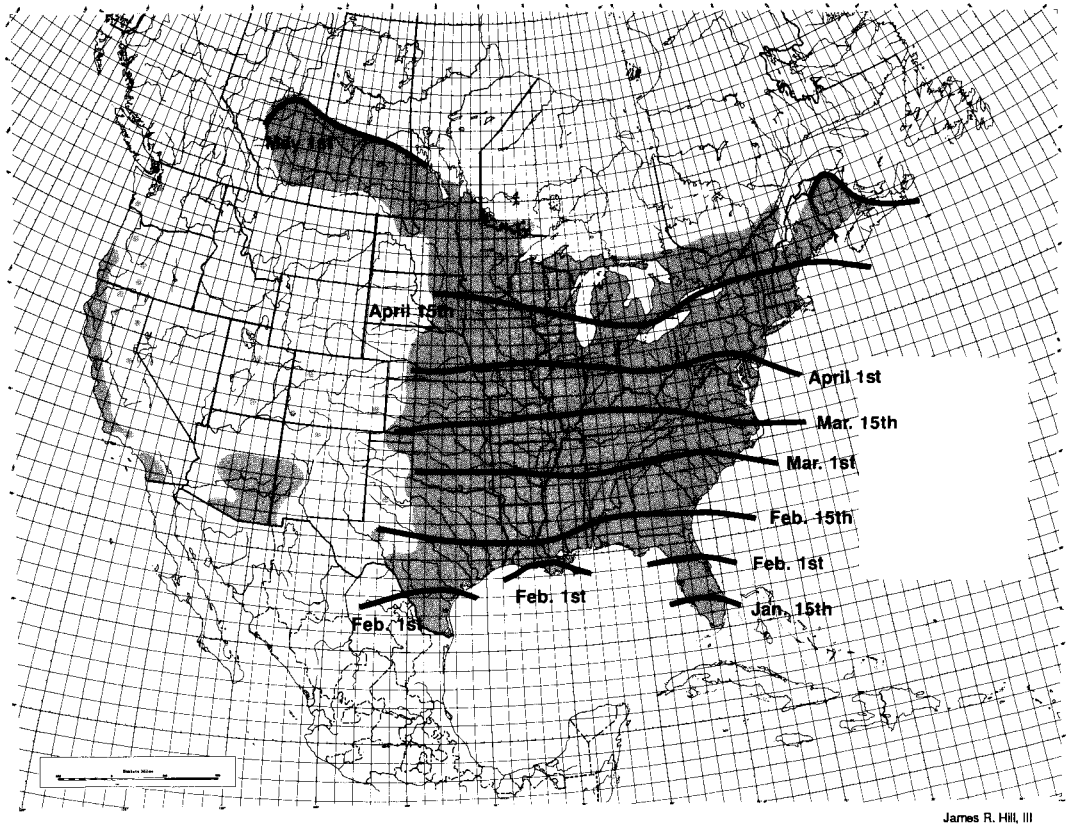 May 1st
April 15th
April 1st
Mar. 15th
Mar. 1st
Feb. 15th
Feb. 1st
Feb. 1st
Jan. 15th
Feb. 1st
James R. Hill, III